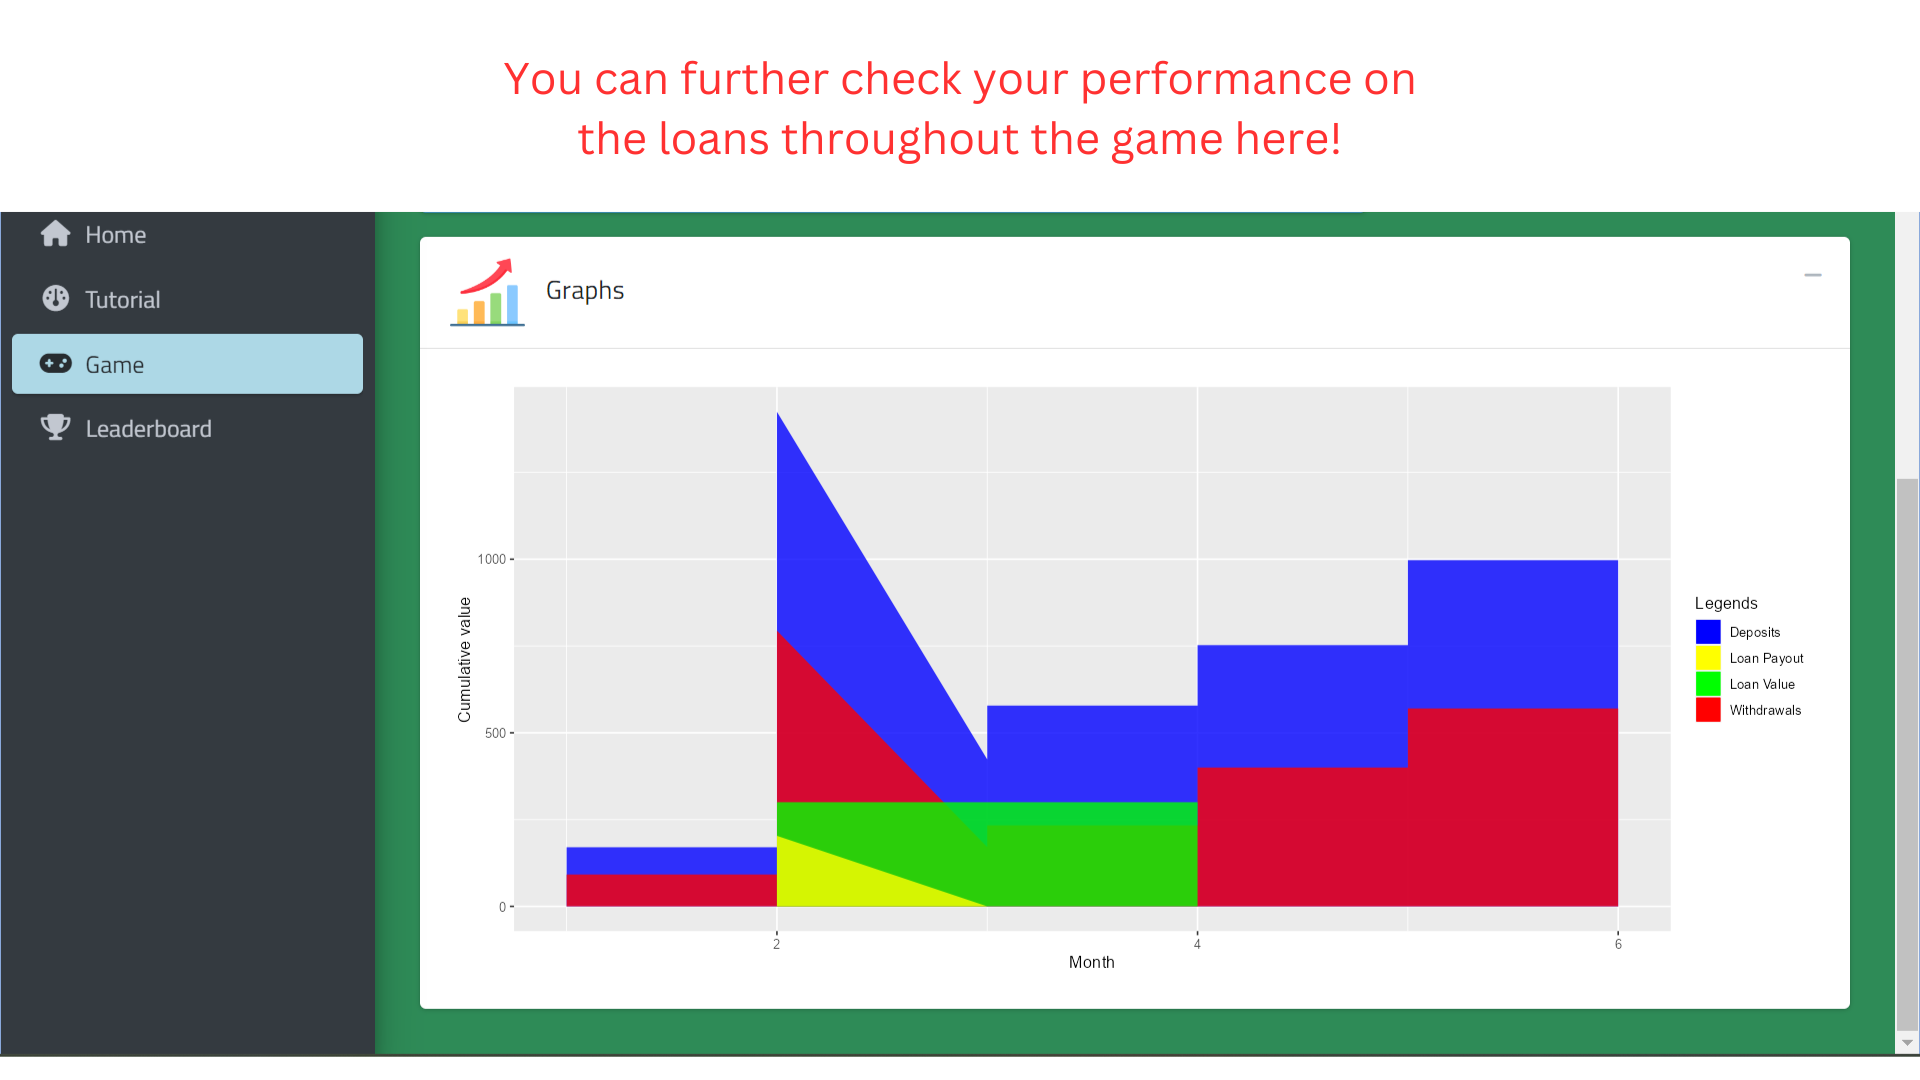 You can further check your performance on
the loans throughout the game here!
Home
Tutorial
Game
Leaderboard
Graphs
1000
500
0
Cumulative value
2
4
6
Month
Legends
Deposits
Loan Payout
Loan Value
Withdrawals